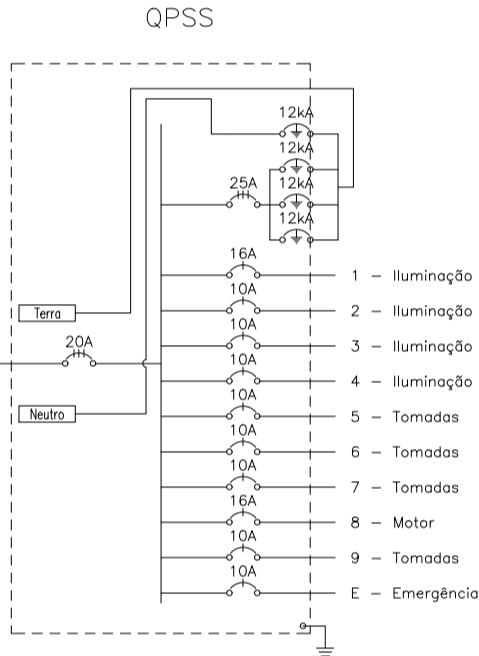 QPSS
12kA
12kA
25A 12kA
12kA
16A
1 – Iluminação
10A
Terra
2 – Iluminação
10A
20A
3 – Iluminação
10A
4 – Iluminação
10A
Neutro
5 – Tomadas
10A
6 – Tomadas
10A
7 – Tomadas
16A
8 – Motor
10A
9 – Tomadas
10A
E – Emergência